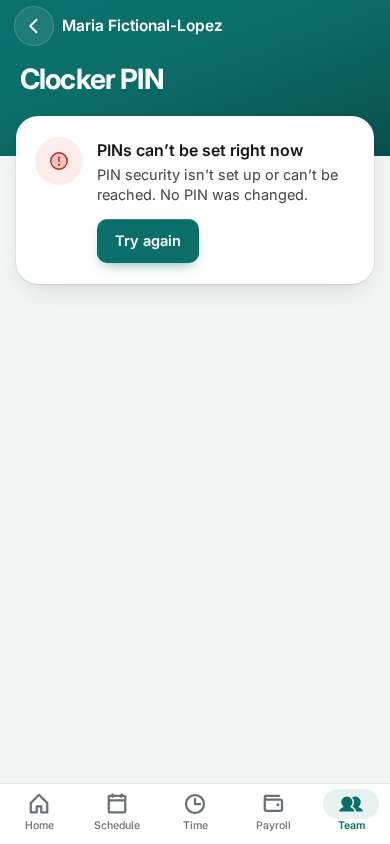 Maria Fictional-Lopez
Clocker PIN
PINs can’t be set right now
PIN security isn’t set up or can’t be
reached. No PIN was changed.
Try again
Home
Schedule
Time
Payroll
Team